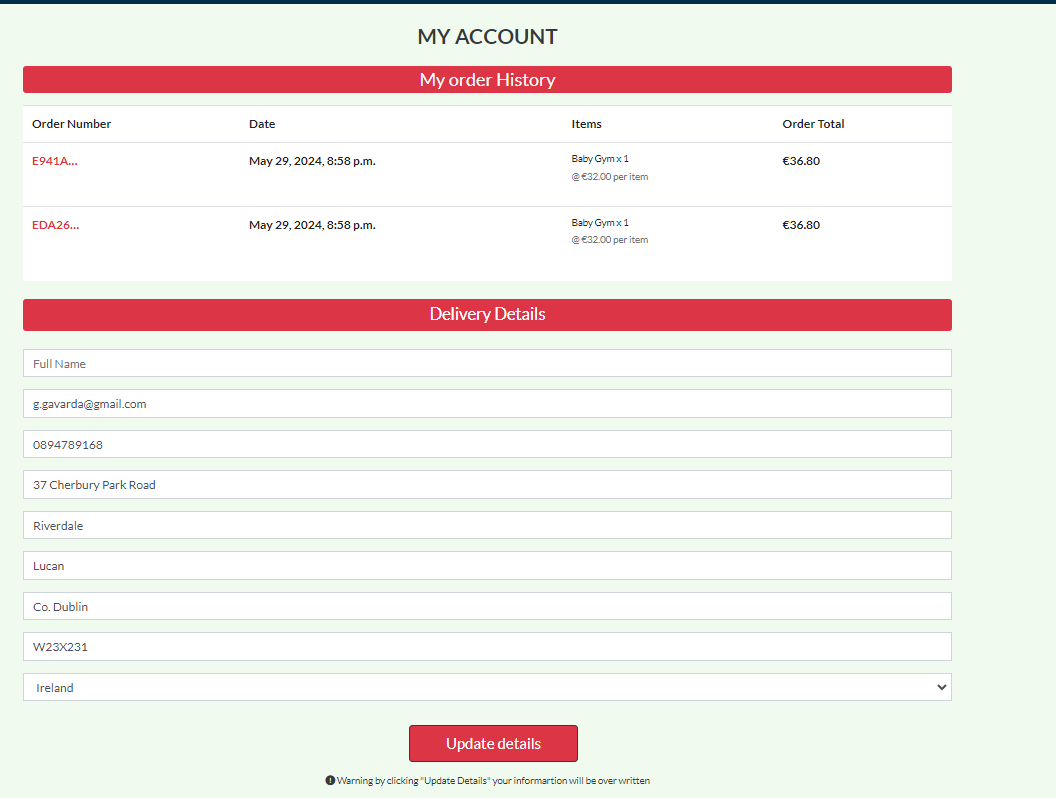 MY ACCOUNT
My order History
Order Number Date Items Order Total
E941A... May 29, 2024, 8:58 p.m. Baby Gym x 1 €36.80
@ €32.00 per item
EDA26... May 29, 2024, 8:58 p.m. Baby Gym x 1 €36.80
@ €32.00 per item
Delivery Details
Full Name
g.gavarda@gmail.com
0894789168
37 Cherbury Park Road
Riverdale
Lucan
Co. Dublin
W23X231
Ireland
Update details
Warning by clicking "Update Details" your informartion will be over written